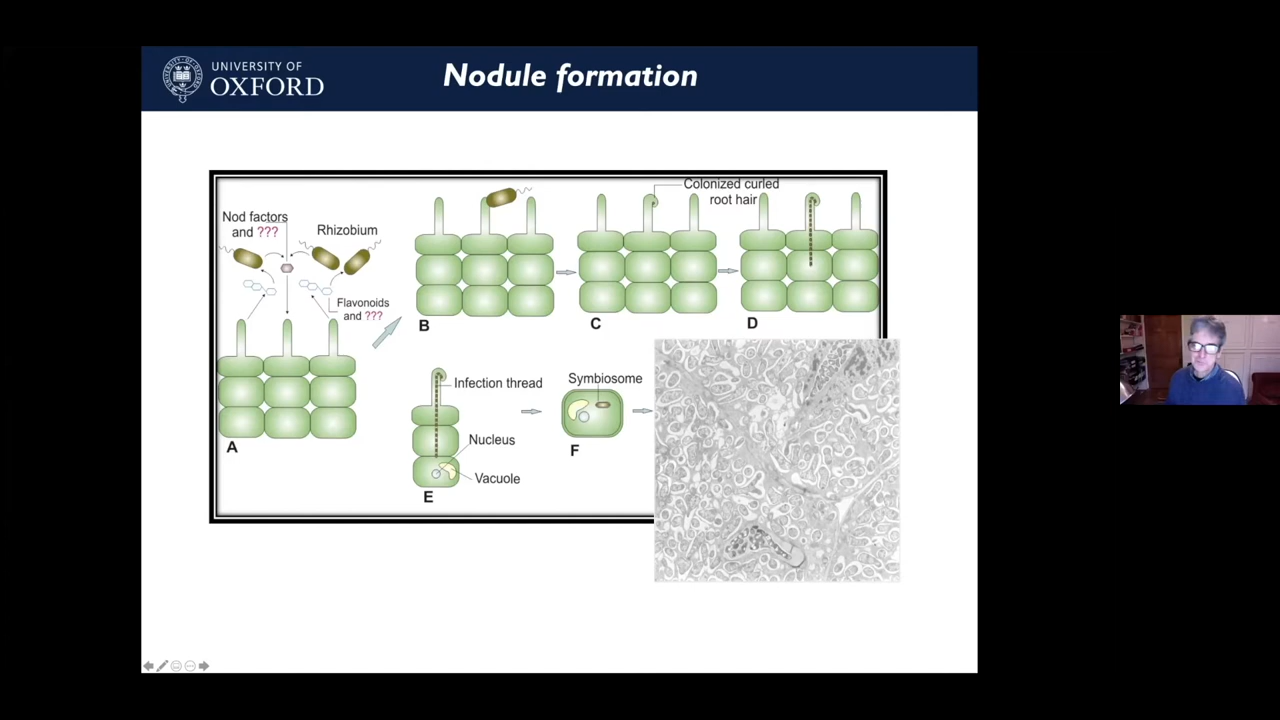 UNIVERSITY OF
OXFORD
Nodule formation
Nod factors
and ???
Rhizobium
Flavonoids
and ???
A
B
Colonized curled
root hair
C
D
Infection thread
Nucleus
Vacuole
E
Symbiosome
F